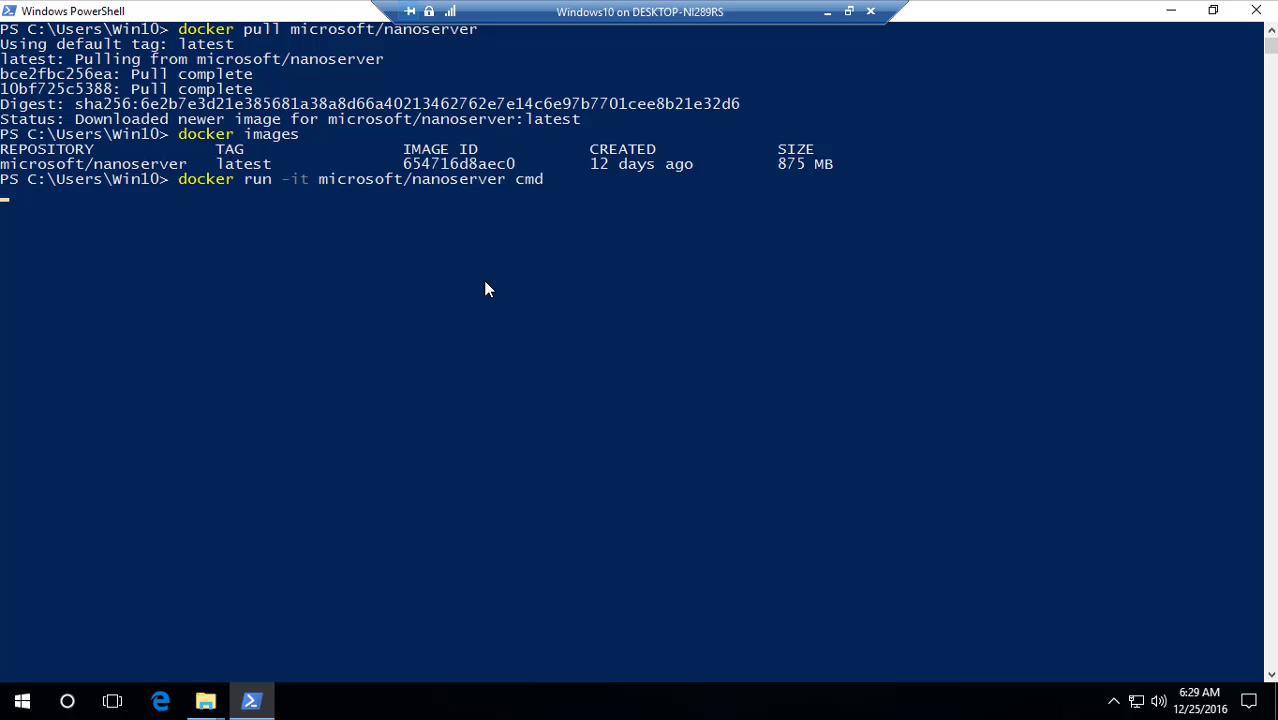 Windows PowerShell
Windows10 on DESKTOP-NI289RS
PS C:\Users\Win10> docker pull microsoft/nanoserver
Using default tag: latest
latest: Pulling from microsoft/nanoserver
bce2fbc256ea: Pull complete
10bf725c5388: Pull complete
Digest: sha256:6e2b7e3d21e385681a38a8d66a40213462762e7e14c6e97b7701cee8b21e32d6
Status: Downloaded newer image for microsoft/nanoserver:latest
PS C:\Users\Win10> docker images
REPOSITORY TAG IMAGE ID CREATED SIZE
microsoft/nanoserver latest 654716d8aec0 12 days ago 875 MB
PS C:\Users\Win10> docker run -it microsoft/nanoserver cmd
6:29 AM
12/25/2016